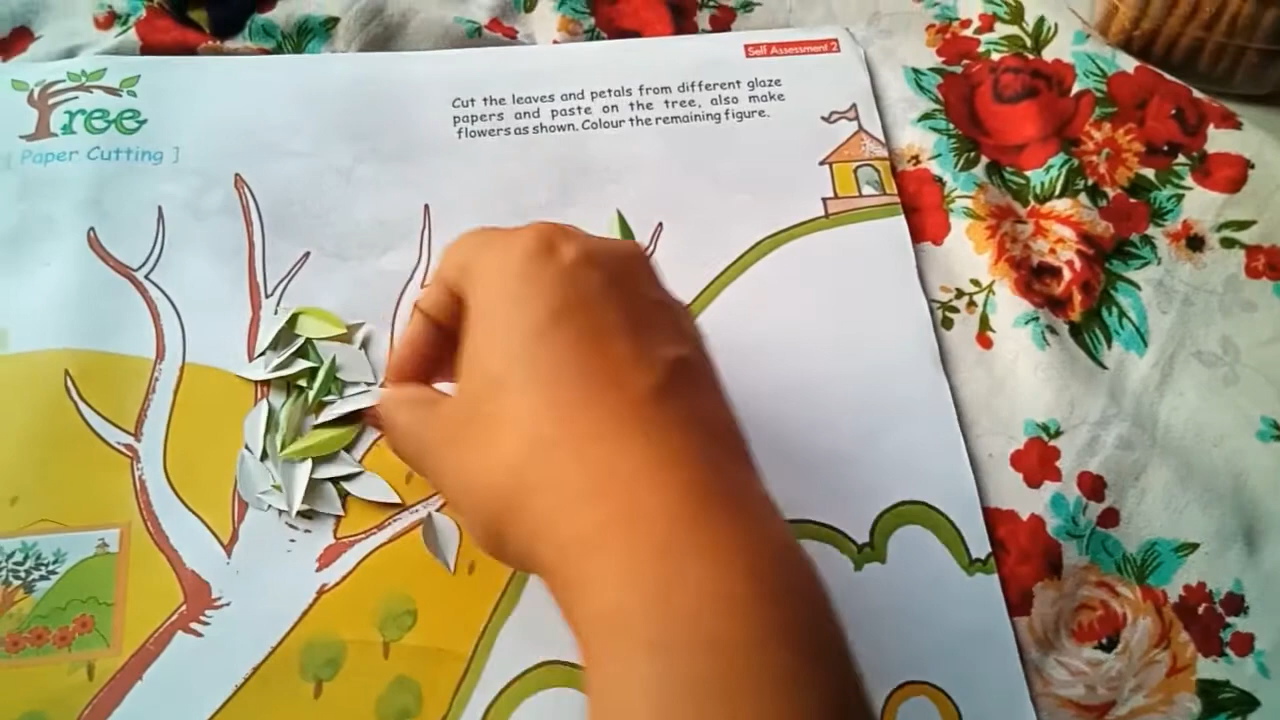 Self Assessment 2
Tree
[ Paper Cutting ]
Cut the leaves and petals from different glaze
papers and paste on the tree, also make
flowers as shown. Colour the remaining figure.